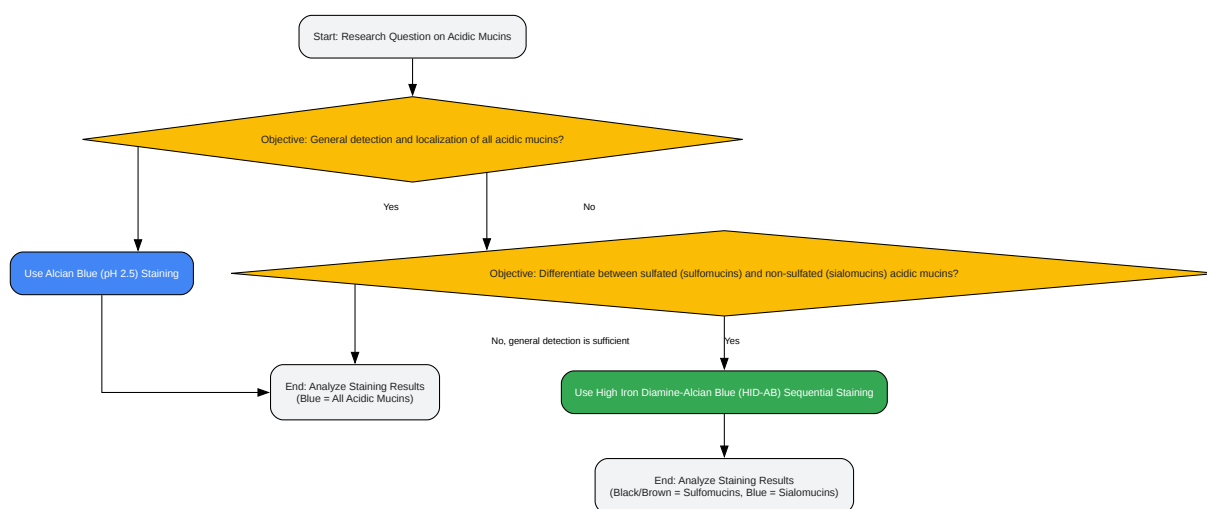 Start: Research Question on Acidic Mucins
Objective: General detection and localization of all acidic mucins?
Yes
No
Use Alcian Blue (pH 2.5) Staining
Objective: Differentiate between sulfated (sulfomucins) and non-sulfated (sialomucins) acidic mucins?
No, general detection is sufficient
Yes
End: Analyze Staining Results
(Blue = All Acidic Mucins)
Use High Iron Diamine-Alcian Blue (HID-AB) Sequential Staining
End: Analyze Staining Results
(Black/Brown = Sulfomucins, Blue = Sialomucins)